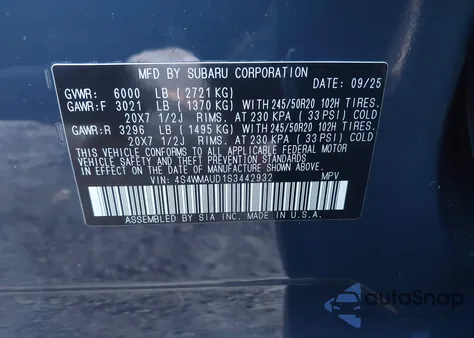 MFD BY SUBARU CORPORATION
DATE: 09/25
GVWR: 6000 LB (2721 KG)
GAWR:F 3021 LB (1370 KG) WITH 245/50R20 102H TIRES.
20X7 1/2J RIMS. AT 230 KPA (33 PSI) COLD
GAWR:R 3296 LB (1495 KG) WITH 245/50R20 102H TIRES.
20X7 1/2J RIMS. AT 230 KPA (33 PSI) COLD
THIS VEHICLE CONFORMS TO ALL APPLICABLE FEDERAL MOTOR
VEHICLE SAFETY AND BUMPER STANDARDS IN EFFECT ON THE
DATE OF MANUFACTURE SHOWN ABOVE.
VIN: 4S4WMAUD1S3442932 MPV
ASSEMBLED BY SIA INC. MADE IN U.S.A.
AutoSnap